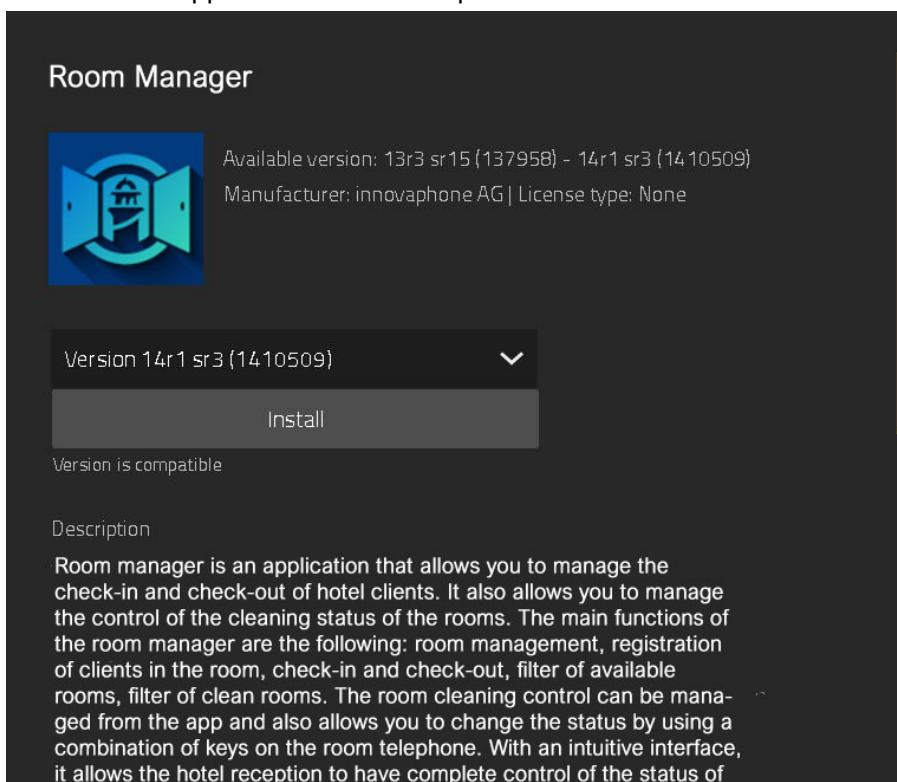 Room Manager
Available version: 13r3 sr15 (137958) - 14r1 sr3 (1410509)
Manufacturer: innovaphone AG | License type: None
Version 14r1 sr3 (1410509)
Install
Version is compatible
Description
Room manager is an application that allows you to manage the
check-in and check-out of hotel clients. It also allows you to manage
the control of the cleaning status of the rooms. The main functions of
the room manager are the following: room management, registration
of clients in the room, check-in and check-out, filter of available
rooms, filter of clean rooms. The room cleaning control can be mana-
ged from the app and also allows you to change the status by using a
combination of keys on the room telephone. With an intuitive interface,
it allows the hotel reception to have complete control of the status of